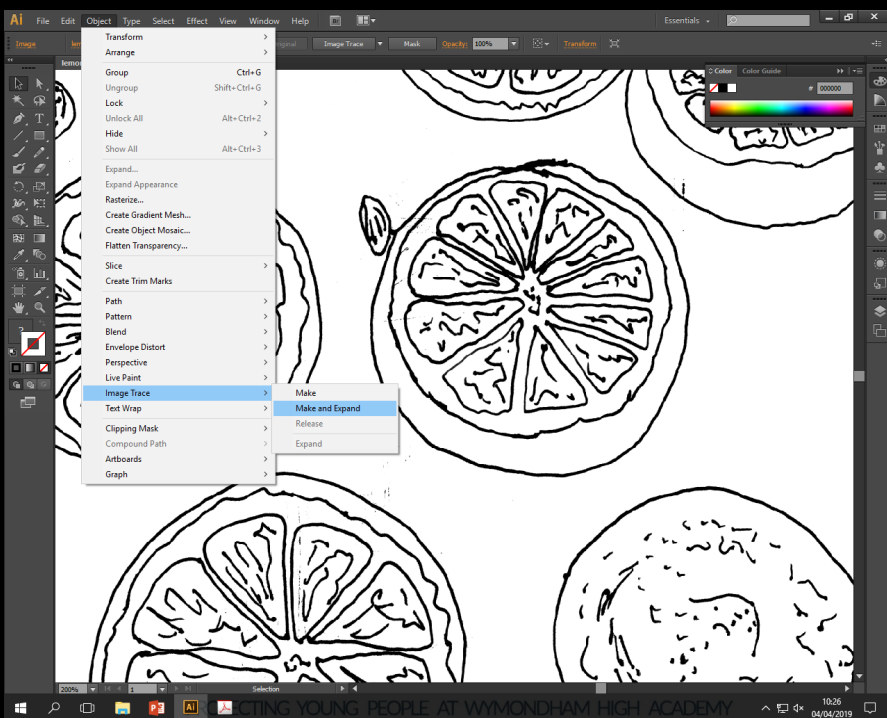 Ai File Edit Object Type Select Effect View Window Help Essentials
Image Image Trace Mask Opacity: 100% Transform
Transform
Arrange
Group Ctrl+G
Ungroup Shift+Ctrl+G
Lock
Unlock All Alt+Ctrl+2
Hide
Show All Alt+Ctrl+3
Expand...
Expand Appearance
Rasterize...
Create Gradient Mesh...
Create Object Mosaic...
Flatten Transparency...
Slice
Create Trim Marks
Path
Pattern
Blend
Envelope Distort
Perspective
Live Paint
Image Trace
Text Wrap
Clipping Mask
Compound Path
Artboards
Graph
Make
Make and Expand
Release
Expand
Color Color Guide
# 000000
200% 1 Selection
YOUNG PEOPLE AT WYMONDHAM HIGH ACADEMY
10:26
04/04/2019